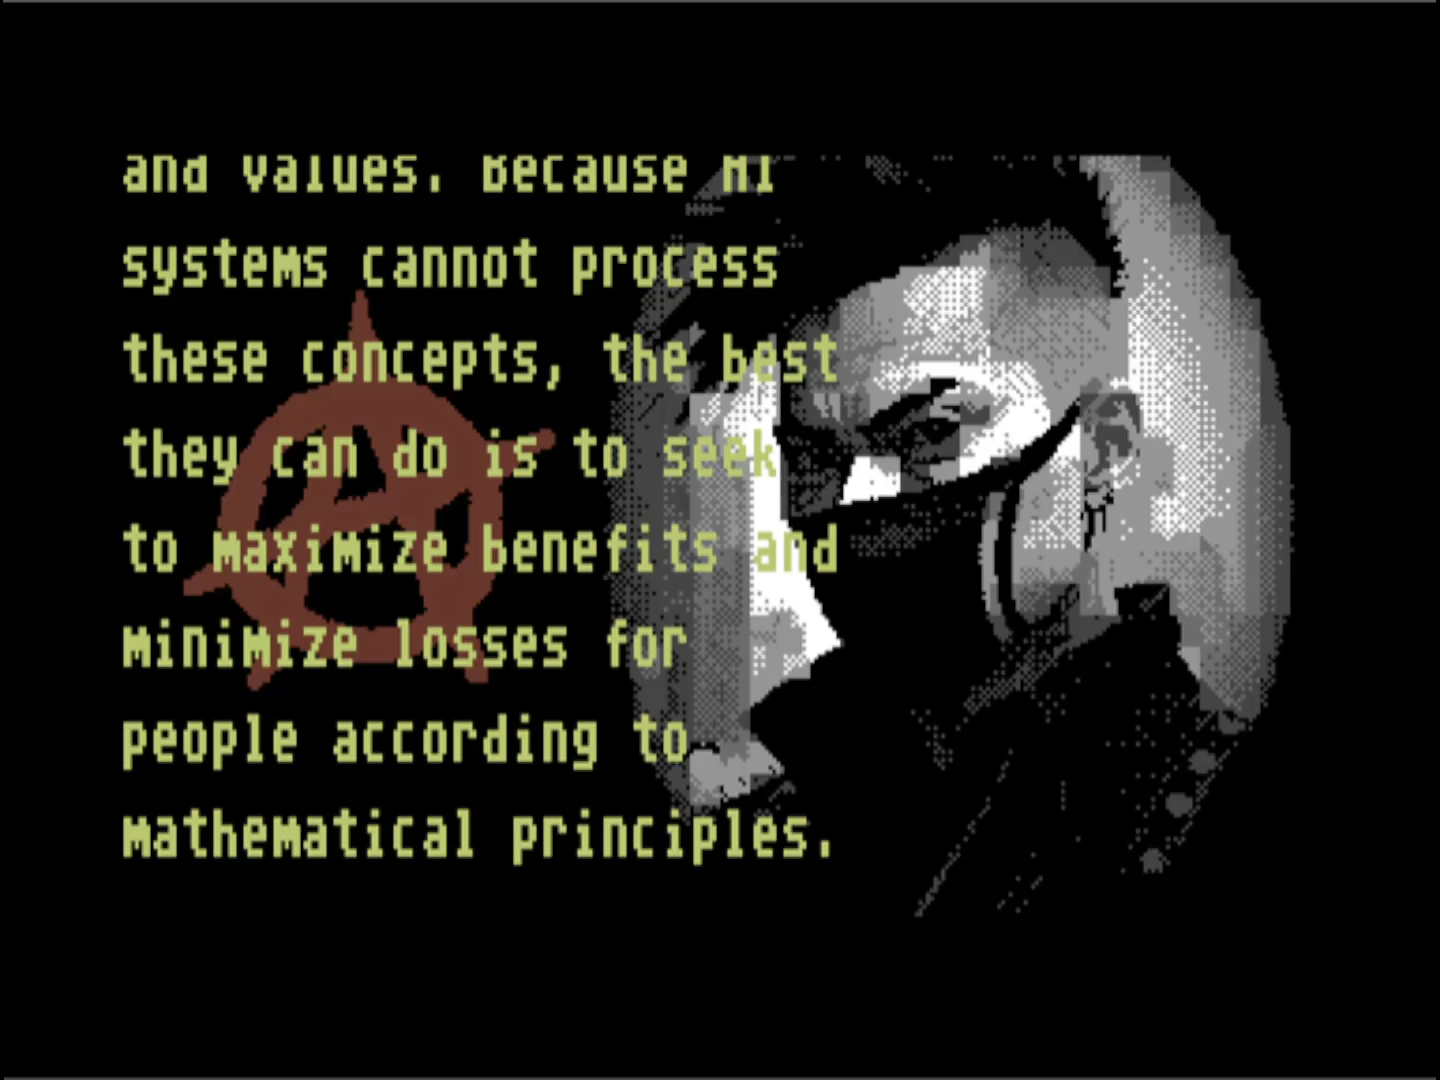 and values. Because AI
systems cannot process
these concepts, the best
they can do is to seek
to maximize benefits and
minimize losses for
people according to
mathematical principles.